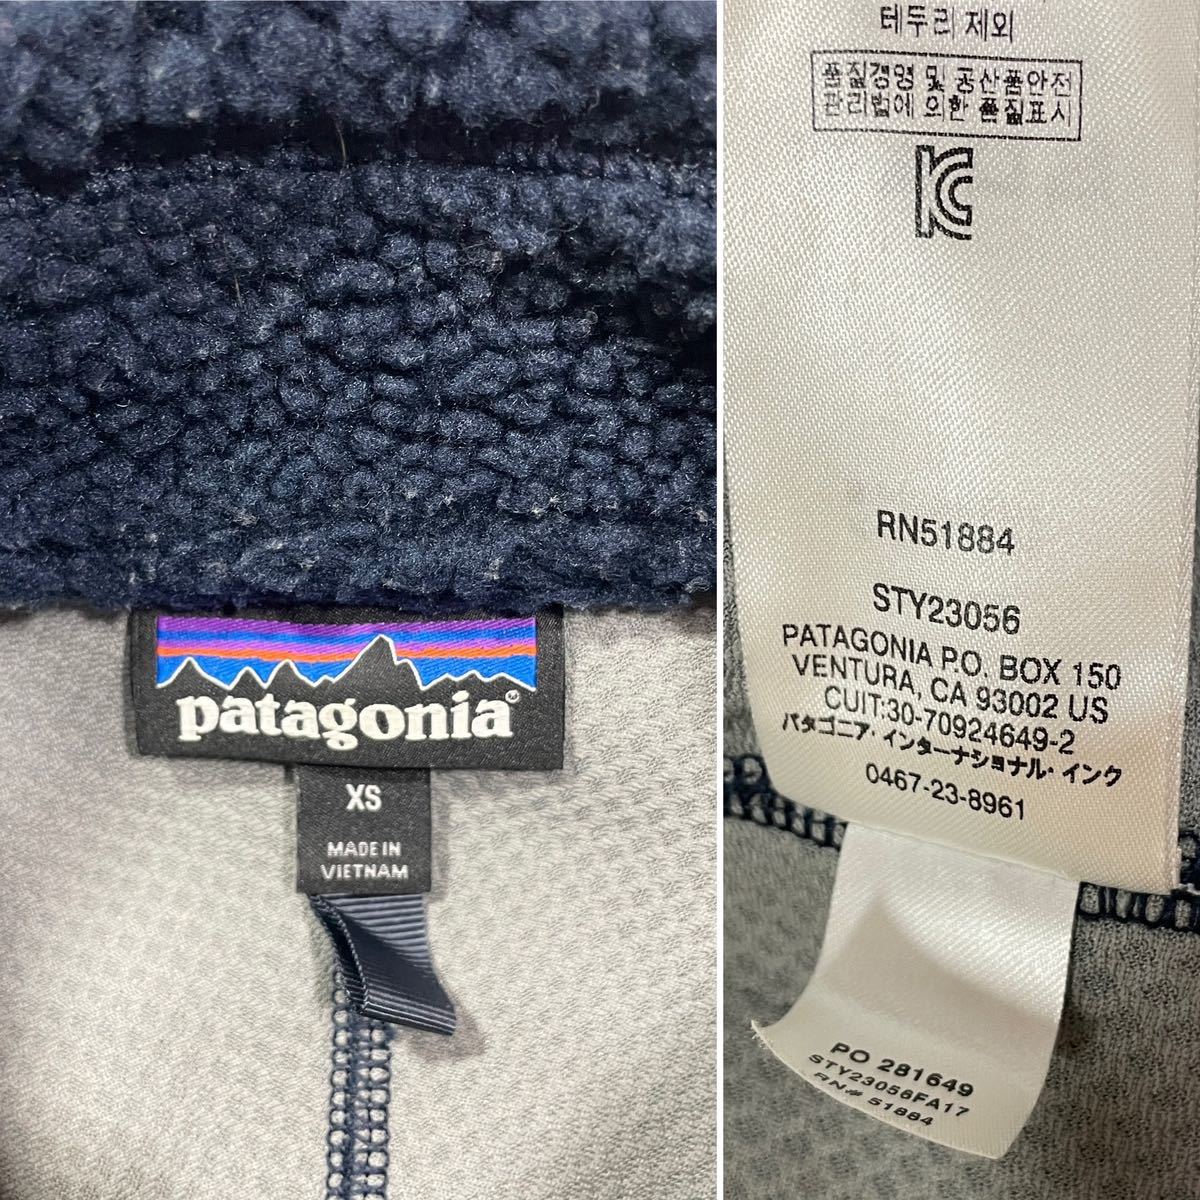 patagonia®
XS
MADE IN
VIETNAM
테두리 제외
품질경영 및 공산품안전
관리법에 의한 품질표시
RN51884
STY23056
PATAGONIA P.O. BOX 150
VENTURA, CA 93002 US
CUIT:30-70924649-2
パタゴニア・インターナショナル・インク
0467-23-8961
PO 281649
STY23056FA17
RN# 51884